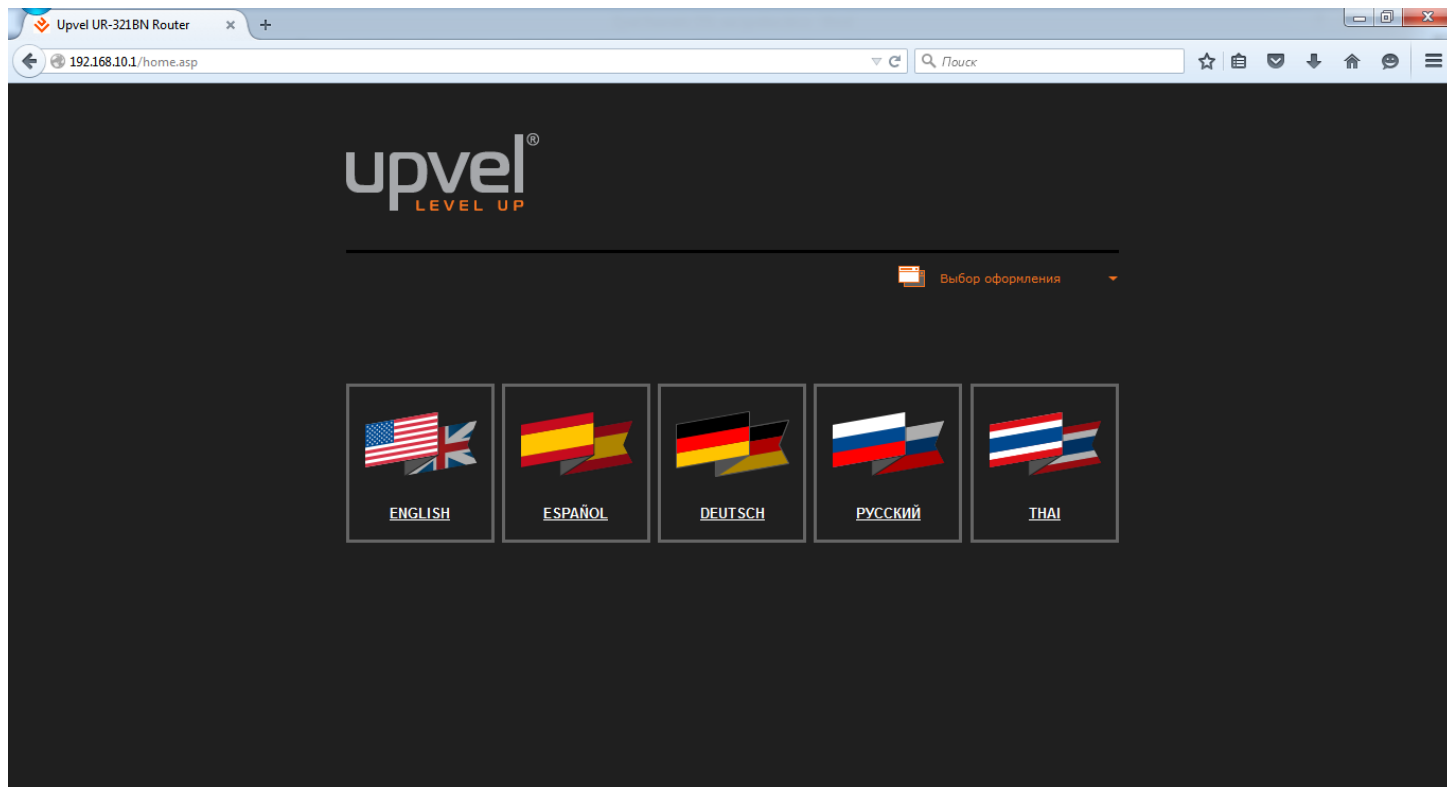 Upvel UR-321BN Router
192.168.10.1/home.asp
Поиск
upvel®
LEVEL UP
Выбор оформления
ENGLISH
ESPAÑOL
DEUTSCH
РУССКИЙ
THAI